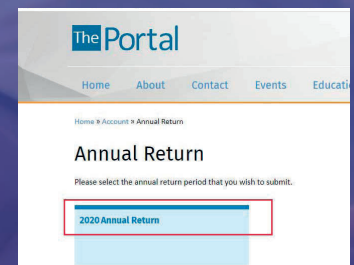 The Portal
Home About Contact Events
Home » Account » Annual Return
Annual Return
Please select the annual return period that you wish to submit.
2020 Annual Return